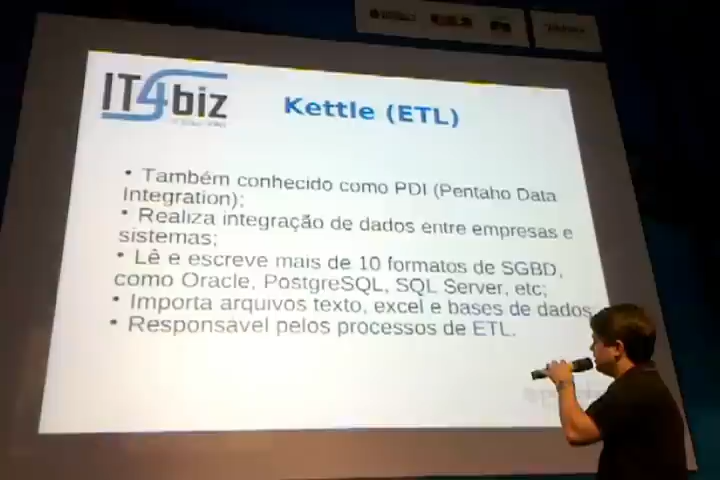 IT4biz
Kettle (ETL)
• Também conhecido como PDI (Pentaho Data
Integration);
• Realiza integração de dados entre empresas e
sistemas;
• Lê e escreve mais de 10 formatos de SGBD,
como Oracle, PostgreSQL, SQL Server, etc;
• Importa arquivos texto, excel e bases de dados
• Responsável pelos processos de ETL.